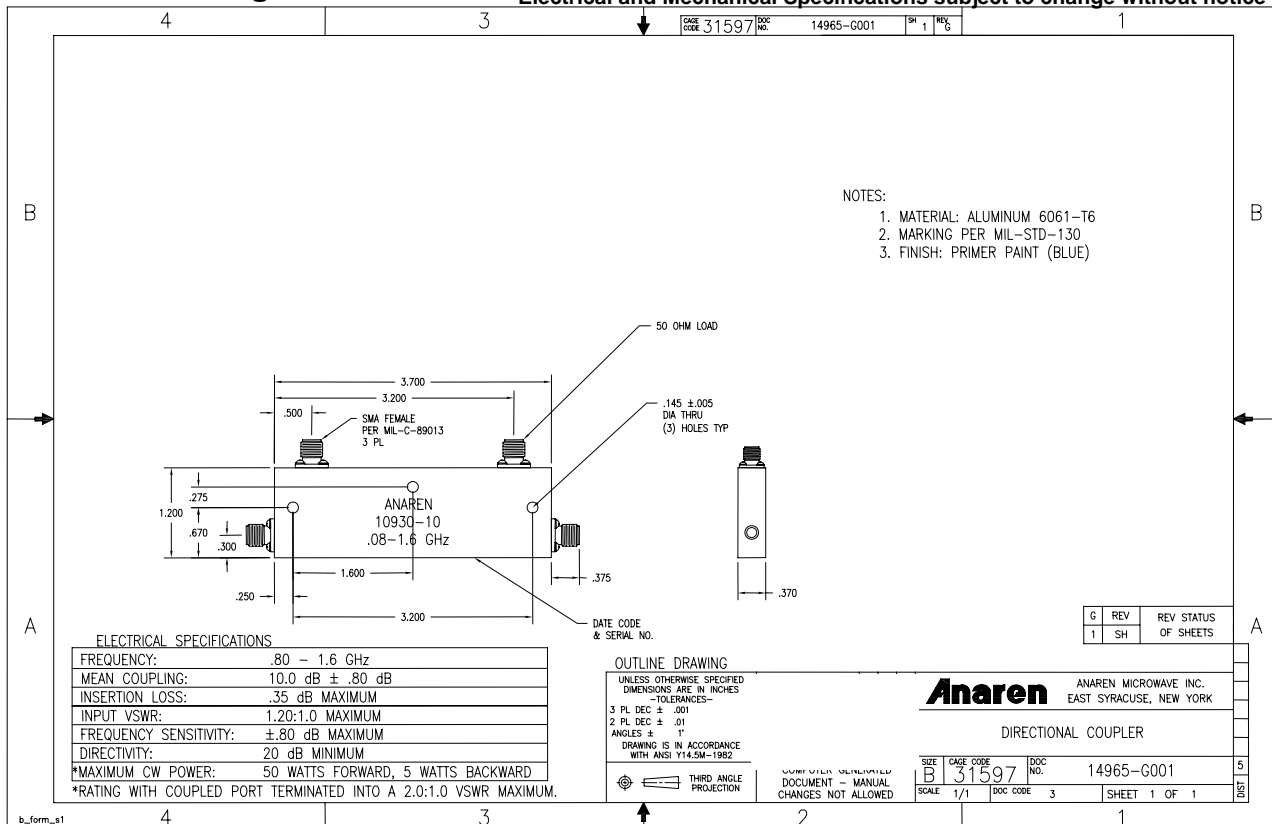 Electrical and Mechanical Specifications subject to change without notice
4
3
CAGE CODE 31597 DOC NO. 14965-G001 SH 1 REV G
1
B
B
NOTES:
1. MATERIAL: ALUMINUM 6061-T6
2. MARKING PER MIL-STD-130
3. FINISH: PRIMER PAINT (BLUE)
50 OHM LOAD
3.700
3.200
.500
SMA FEMALE
PER MIL-C-89013
3 PL
.145 ±.005
DIA THRU
(3) HOLES TYP
.275
1.200
.670
.300
ANAREN
10930-10
.08-1.6 GHz
1.600
.375
.250
3.200
.370
DATE CODE
& SERIAL NO.
A
A
G REV REV STATUS
1 SH OF SHEETS
ELECTRICAL SPECIFICATIONS
FREQUENCY: .80 - 1.6 GHz
MEAN COUPLING: 10.0 dB ± .80 dB
INSERTION LOSS: .35 dB MAXIMUM
INPUT VSWR: 1.20:1.0 MAXIMUM
FREQUENCY SENSITIVITY: ±.80 dB MAXIMUM
DIRECTIVITY: 20 dB MINIMUM
*MAXIMUM CW POWER: 50 WATTS FORWARD, 5 WATTS BACKWARD
*RATING WITH COUPLED PORT TERMINATED INTO A 2.0:1.0 VSWR MAXIMUM.
OUTLINE DRAWING
UNLESS OTHERWISE SPECIFIED
DIMENSIONS ARE IN INCHES
-TOLERANCES-
3 PL DEC ± .001
2 PL DEC ± .01
ANGLES ± 1°
DRAWING IS IN ACCORDANCE
WITH ANSI Y14.5M-1982
THIRD ANGLE
PROJECTION
COMPUTER GENERATED
DOCUMENT - MANUAL
CHANGES NOT ALLOWED
Anaren
ANAREN MICROWAVE INC.
EAST SYRACUSE, NEW YORK
DIRECTIONAL COUPLER
SIZE B CAGE CODE 31597 DOC NO. 14965-G001
SCALE 1/1 DOC CODE 3 SHEET 1 OF 1
5
DIST
b_form_s1
4
3
2
1